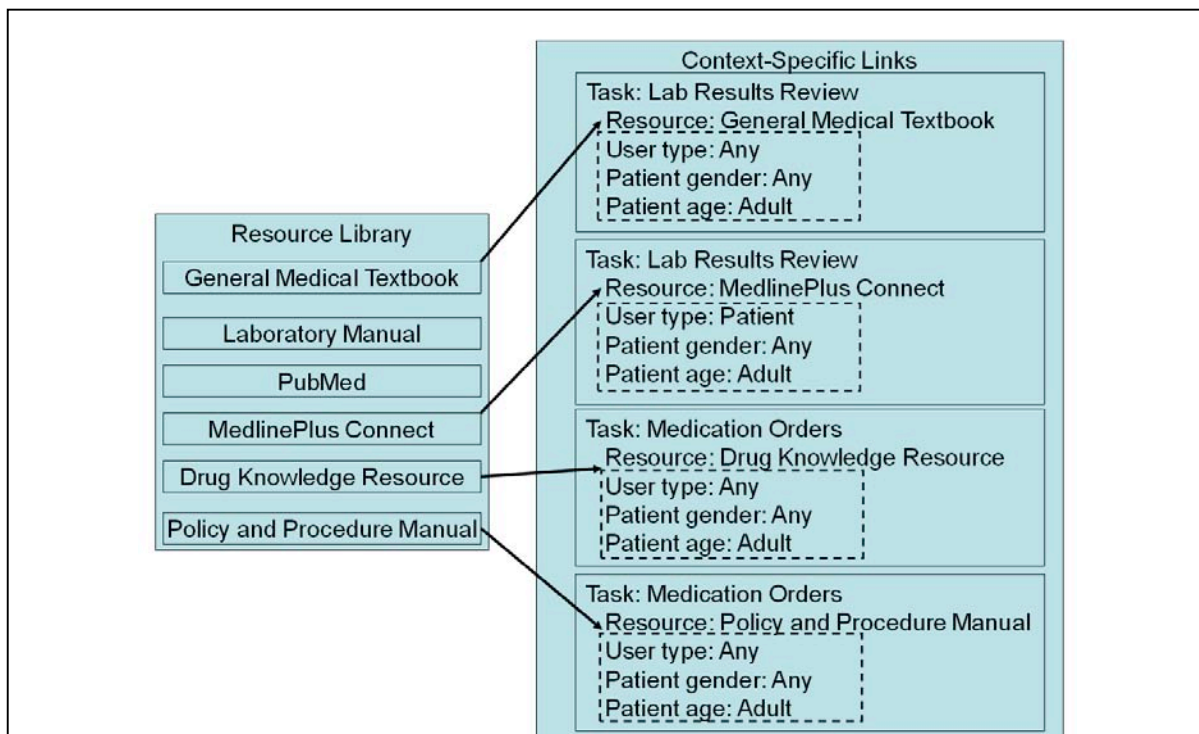 Resource Library
General Medical Textbook
Laboratory Manual
PubMed
MedlinePlus Connect
Drug Knowledge Resource
Policy and Procedure Manual
Context-Specific Links
Task: Lab Results Review
Resource: General Medical Textbook
User type: Any
Patient gender: Any
Patient age: Adult
Task: Lab Results Review
Resource: MedlinePlus Connect
User type: Patient
Patient gender: Any
Patient age: Adult
Task: Medication Orders
Resource: Drug Knowledge Resource
User type: Any
Patient gender: Any
Patient age: Adult
Task: Medication Orders
Resource: Policy and Procedure Manual
User type: Any
Patient gender: Any
Patient age: Adult